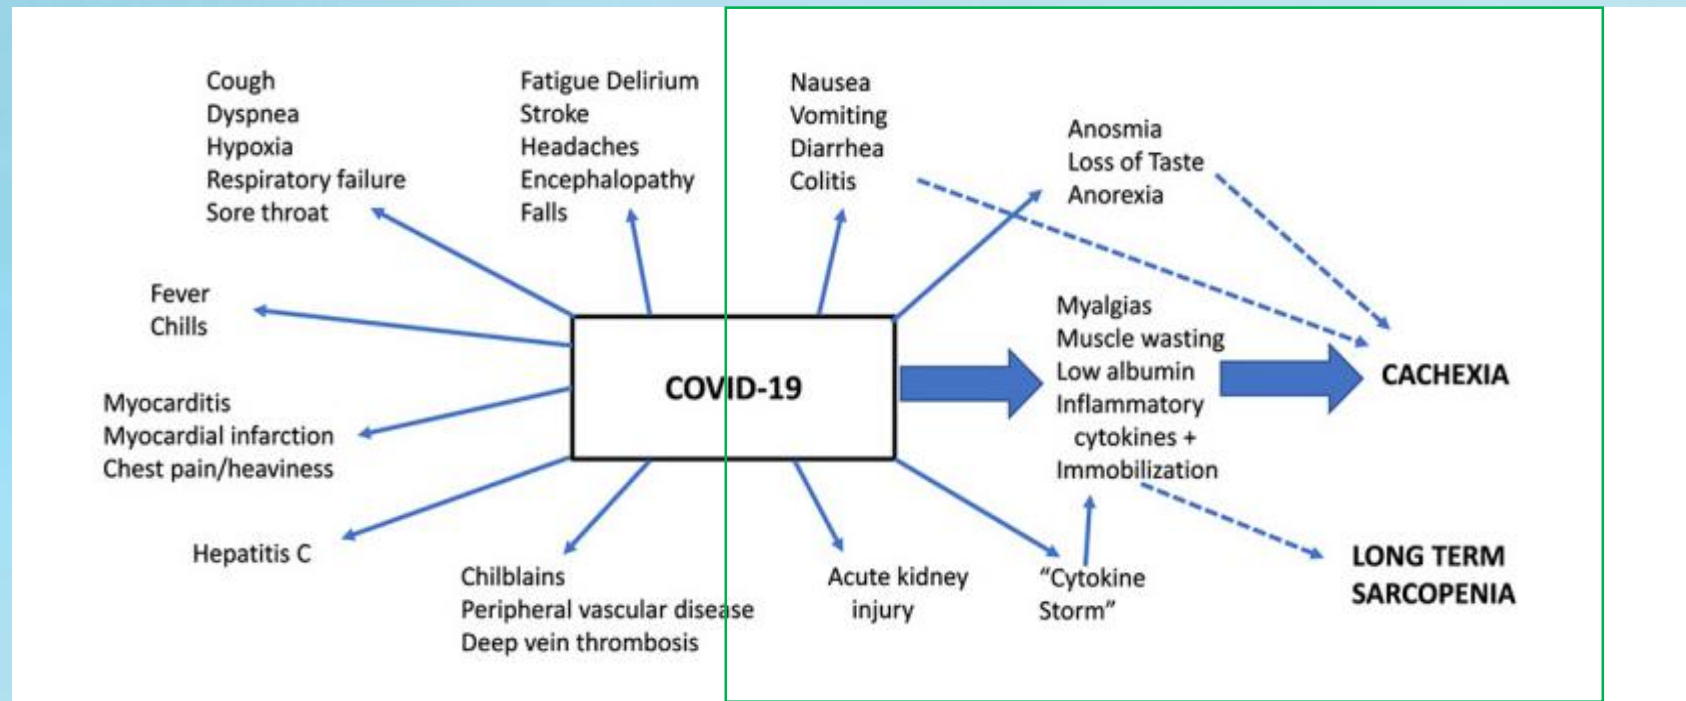 Cough
Dyspnea
Hypoxia
Respiratory failure
Sore throat
Fatigue Delirium
Stroke
Headaches
Encephalopathy
Falls
Nausea
Vomiting
Diarrhea
Colitis
Anosmia
Loss of Taste
Anorexia
Fever
Chills
Myocarditis
Myocardial infarction
Chest pain/heaviness
COVID-19
Myalgias
Muscle wasting
Low albumin
Inflammatory
cytokines +
Immobilization
CACHEXIA
Hepatitis C
Chilblains
Peripheral vascular disease
Deep vein thrombosis
Acute kidney
injury
“Cytokine
Storm”
LONG TERM
SARCOPENIA